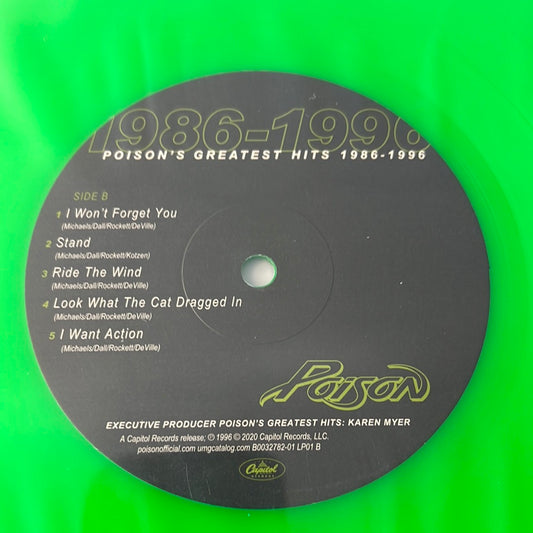 1986-1996
POISON'S GREATEST HITS 1986-1996
SIDE B
1 I Won't Forget You
(Michaels/Dall/Rockett/DeVille)
2 Stand
(Michaels/Dall/Rockett/Kotzen)
3 Ride The Wind
(Michaels/Dall/Rockett/DeVille)
4 Look What The Cat Dragged In
(Michaels/Dall/Rockett/DeVille)
5 I Want Action
(Michaels/Dall/Rockett/DeVille)
Poison
EXECUTIVE PRODUCER POISON'S GREATEST HITS: KAREN MYER
A Capitol Records release; ℗ 1996 © 2020 Capitol Records, LLC.
poisonofficial.com umgcatalog.com B0032782-01 LP01 B
Capitol
RECORDS